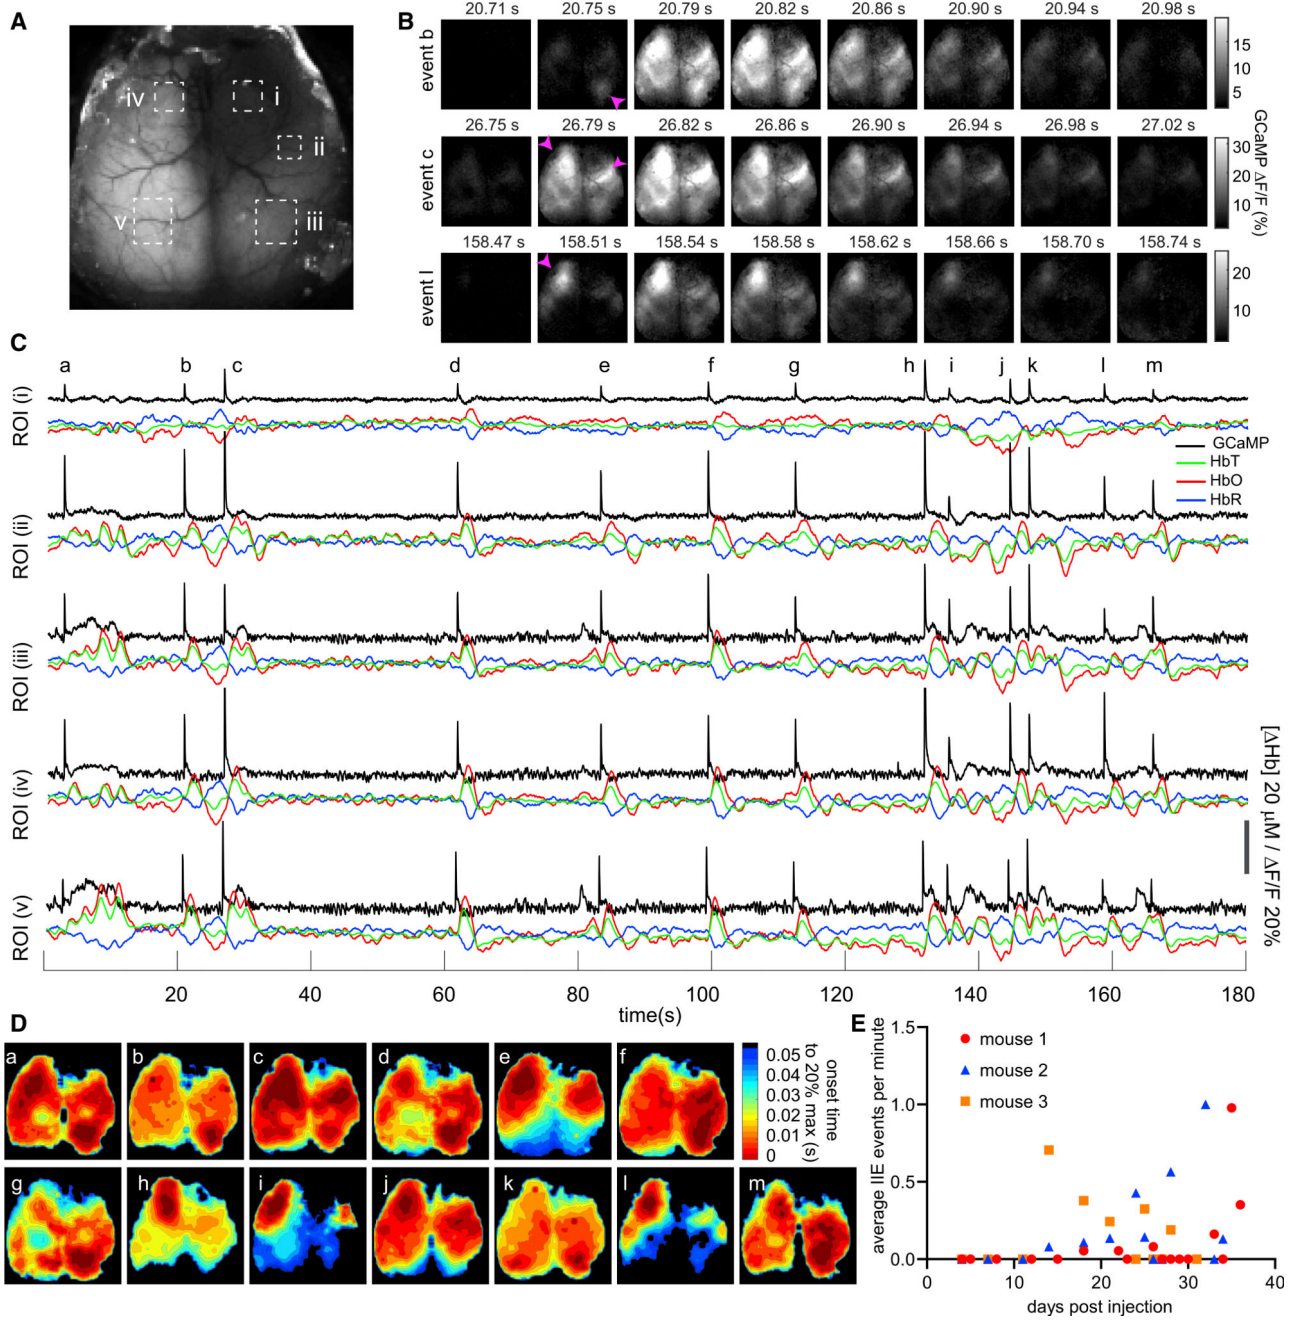 A
iv
i
ii
v
iii
B
20.71 s 20.75 s 20.79 s 20.82 s 20.86 s 20.90 s 20.94 s 20.98 s
event b
15
10
5
26.75 s 26.79 s 26.82 s 26.86 s 26.90 s 26.94 s 26.98 s 27.02 s
event c
30
20
10
GCaMP ΔF/F (%)
158.47 s 158.51 s 158.54 s 158.58 s 158.62 s 158.66 s 158.70 s 158.74 s
event l
20
10
C
a b c d e f g h i j k l m
ROI (i)
GCaMP
HbT
HbO
HbR
ROI (ii)
ROI (iii)
ROI (iv)
ROI (v)
[ΔHb] 20 μM / ΔF/F 20%
20 40 60 80 100 120 140 160 180
time(s)
D
a b c d e f
0.05
0.04
0.03
0.02
0.01
0
onset time
to 20% max (s)
g h i j k l m
E
average IIE events per minute
1.5
1.0
0.5
0.0
mouse 1
mouse 2
mouse 3
0 10 20 30 40
days post injection